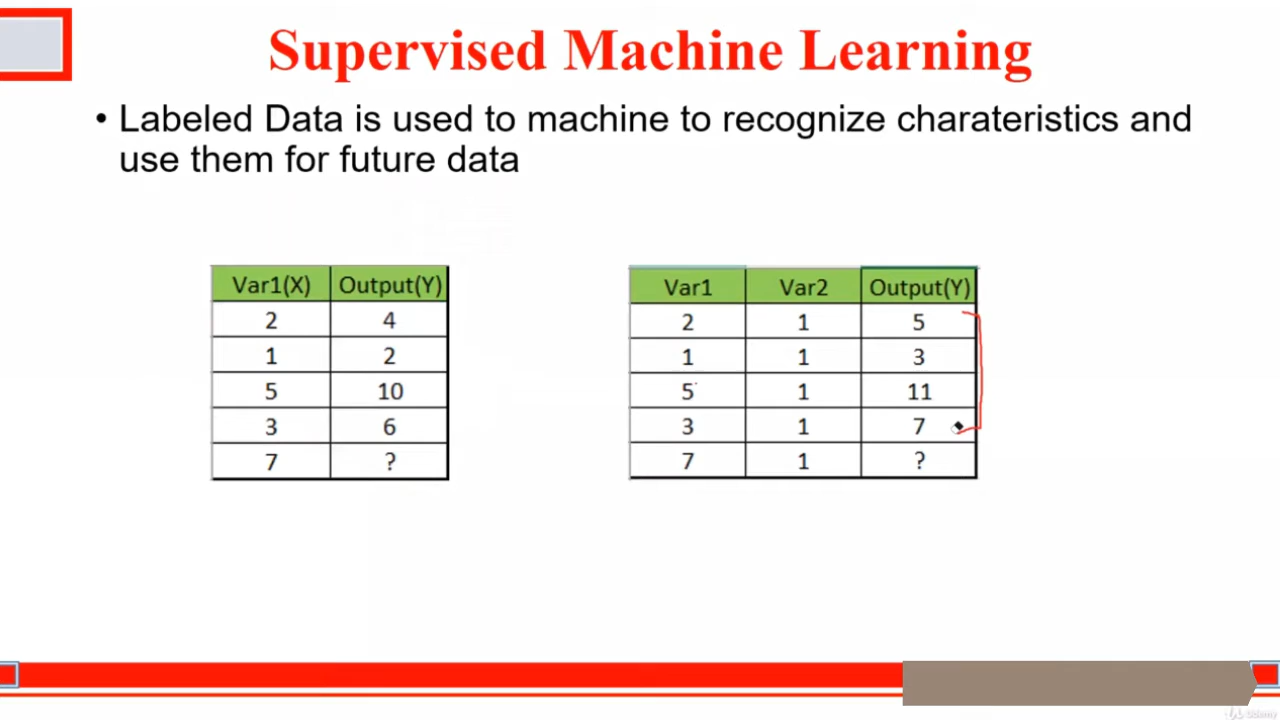 Supervised Machine Learning
• Labeled Data is used to machine to recognize charateristics and
use them for future data
Var1(X) Output(Y)
2 4
1 2
5 10
3 6
7 ?
Var1 Var2 Output(Y)
2 1 5
1 1 3
5 1 11
3 1 7
7 1 ?
Udemy